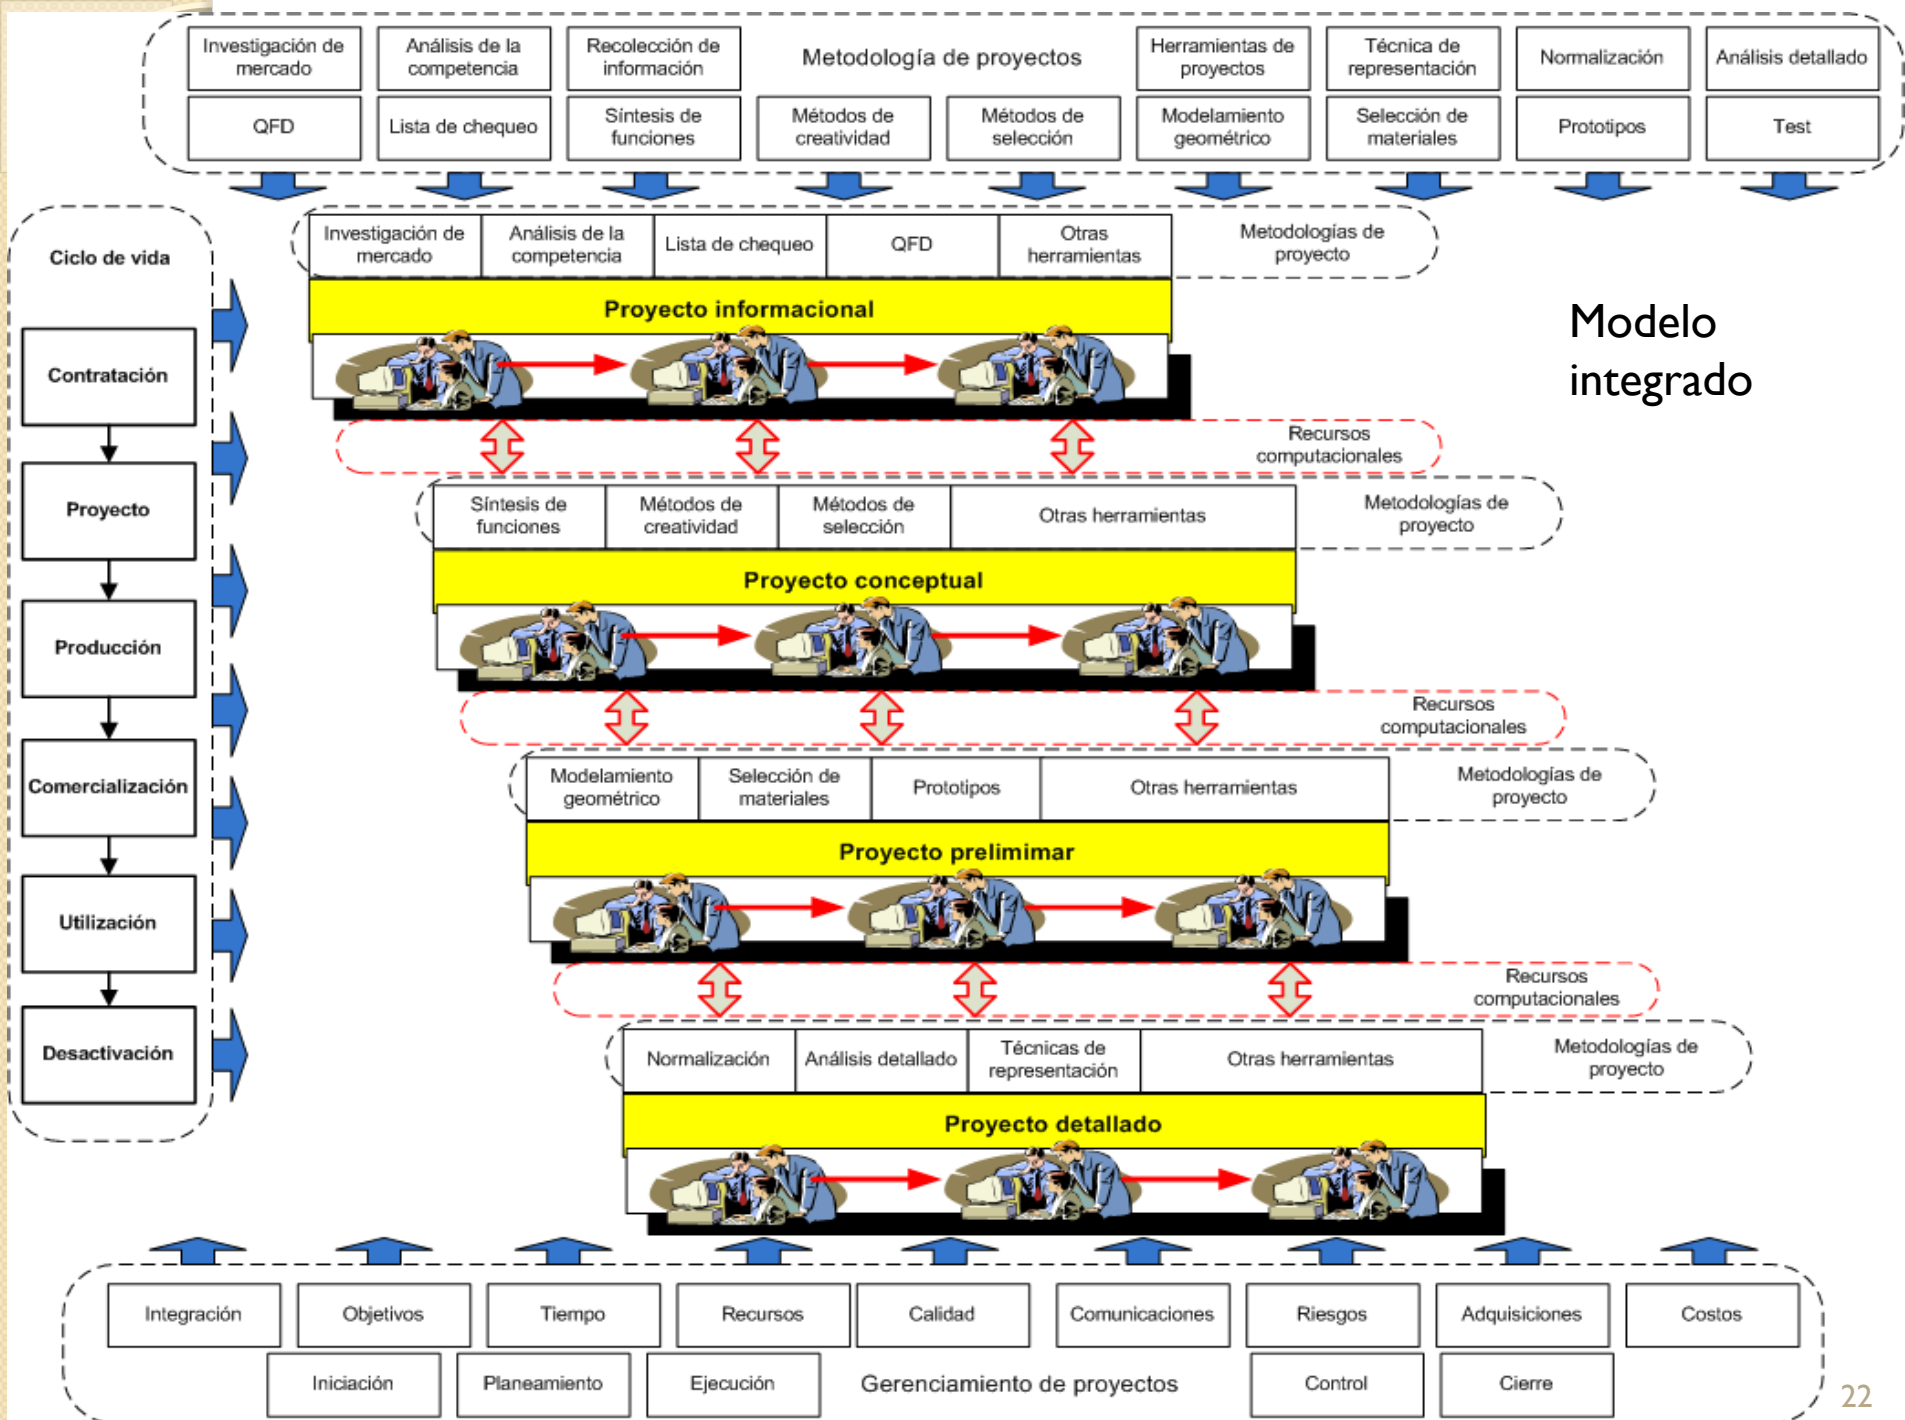 Investigación de
mercado
Análisis de la
competencia
Recolección de
información
Metodología de proyectos
Herramientas de
proyectos
Técnica de
representación
Normalización
Análisis detallado
QFD
Lista de chequeo
Síntesis de
funciones
Métodos de
creatividad
Métodos de
selección
Modelamiento
geométrico
Selección de
materiales
Prototipos
Test
Ciclo de vida
Contratación
Proyecto
Producción
Comercialización
Utilización
Desactivación
Investigación de
mercado
Análisis de la
competencia
Lista de chequeo
QFD
Otras
herramientas
Metodologías de
proyecto
Proyecto informacional
Modelo
integrado
Recursos
computacionales
Síntesis de
funciones
Métodos de
creatividad
Métodos de
selección
Otras herramientas
Metodologías de
proyecto
Proyecto conceptual
Recursos
computacionales
Modelamiento
geométrico
Selección de
materiales
Prototipos
Otras herramientas
Metodologías de
proyecto
Proyecto prelimimar
Recursos
computacionales
Normalización
Análisis detallado
Técnicas de
representación
Otras herramientas
Metodologías de
proyecto
Proyecto detallado
Integración
Objetivos
Tiempo
Recursos
Calidad
Comunicaciones
Riesgos
Adquisiciones
Costos
Iniciación
Planeamiento
Ejecución
Gerenciamiento de proyectos
Control
Cierre
22